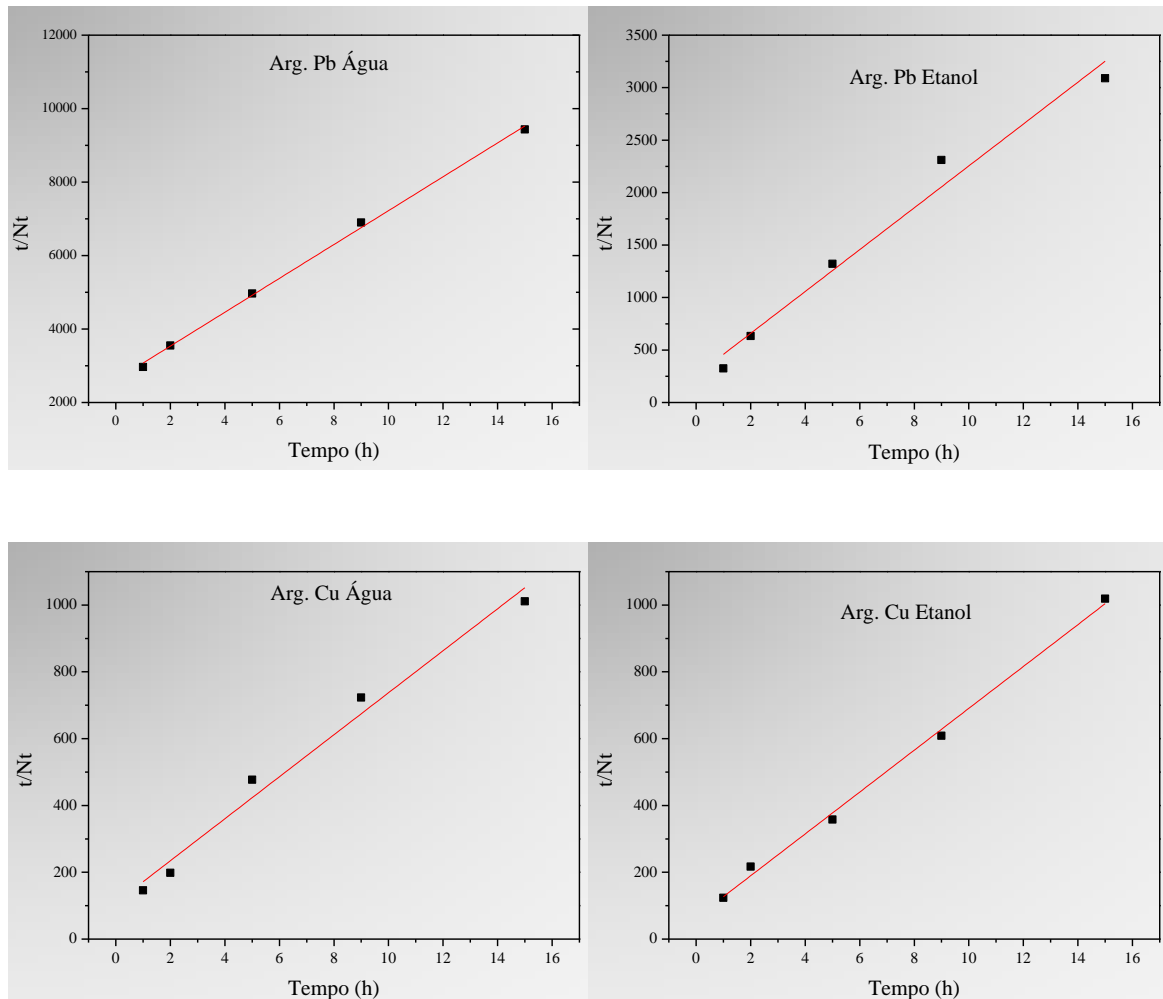 12000
10000
8000
6000
4000
2000
t/Nt
Arg. Pb Água
0 2 4 6 8 10 12 14 16
Tempo (h)
3500
3000
2500
2000
1500
1000
500
0
t/Nt
Arg. Pb Etanol
0 2 4 6 8 10 12 14 16
Tempo (h)
1000
800
600
400
200
0
t/Nt
Arg. Cu Água
0 2 4 6 8 10 12 14 16
Tempo (h)
1000
800
600
400
200
0
t/Nt
Arg. Cu Etanol
0 2 4 6 8 10 12 14 16
Tempo (h)